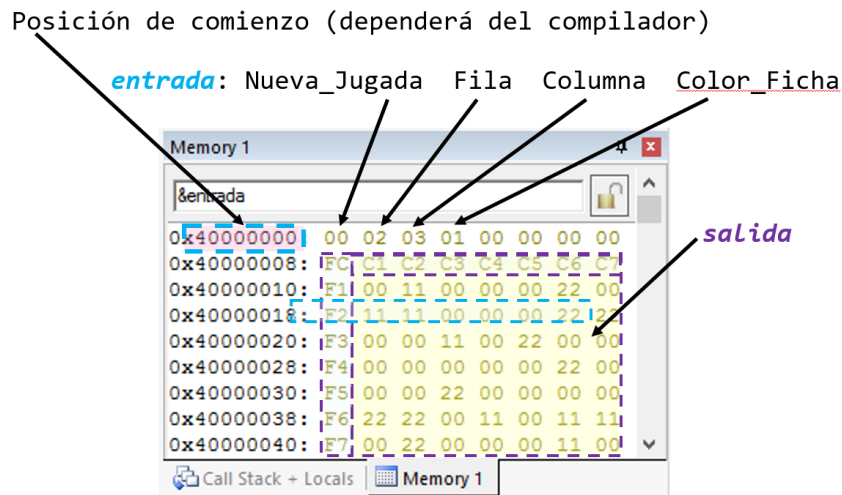 Posición de comienzo (dependerá del compilador)
entrada: Nueva_Jugada Fila Columna Color_Ficha
Memory 1
&entrada
salida
0x40000000 00 02 03 01 00 00 00 00
0x40000008: FC C1 C2 C3 C4 C5 C6 C7
0x40000010: F1 00 11 00 00 00 22 00
0x40000018: F2 11 11 00 00 00 22 22
0x40000020: F3 00 00 11 00 22 00 00
0x40000028: F4 00 00 00 00 00 22 00
0x40000030: F5 00 00 22 00 00 00 00
0x40000038: F6 22 22 00 11 00 11 11
0x40000040: F7 00 22 00 00 00 11 00
Call Stack + Locals Memory 1